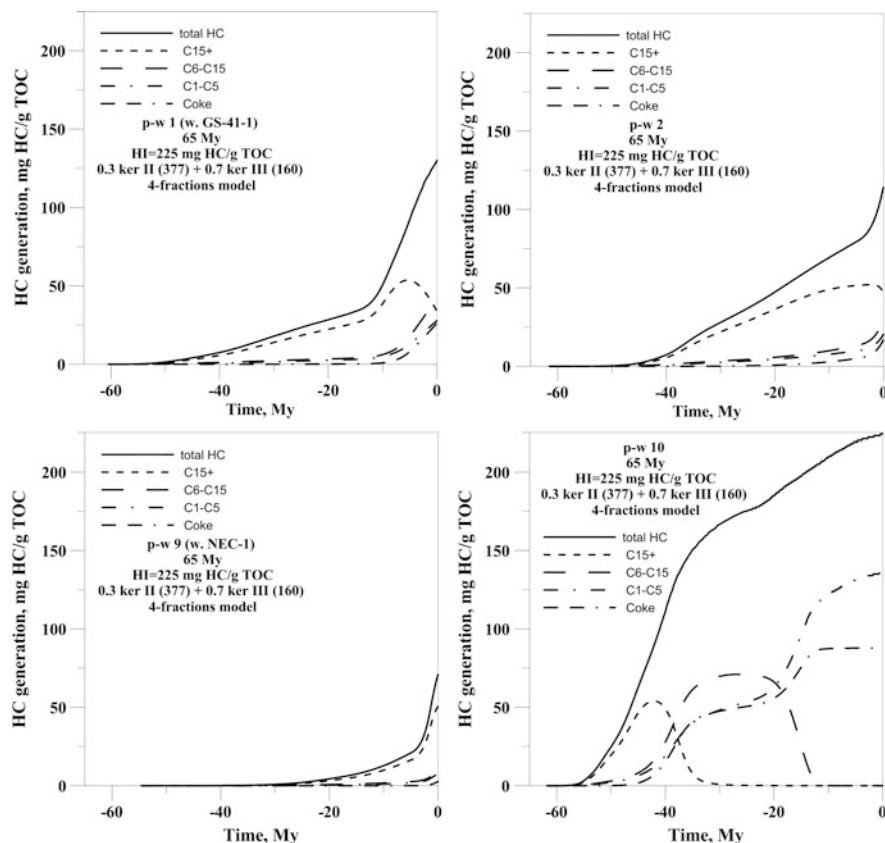 HC generation, mg HC/g TOC
200
150
100
50
0
total HC
C15+
C6-C15
C1-C5
Coke
p-w 1 (w. GS-41-1)
65 My
HI=225 mg HC/g TOC
0.3 ker II (377) + 0.7 ker III (160)
4-fractions model
-60
-40
-20
0
Time, My
HC generation, mg HC/g TOC
200
150
100
50
0
total HC
C15+
C6-C15
C1-C5
Coke
p-w 2
65 My
HI=225 mg HC/g TOC
0.3 ker II (377) + 0.7 ker III (160)
4-fractions model
-60
-40
-20
0
Time, My
HC generation, mg HC/g TOC
200
150
100
50
0
total HC
C15+
C6-C15
C1-C5
Coke
p-w 9 (w. NEC-1)
65 My
HI=225 mg HC/g TOC
0.3 ker II (377) + 0.7 ker III (160)
4-fractions model
-60
-40
-20
0
Time, My
HC generation, mg HC/g TOC
200
150
100
50
0
p-w 10
65 My
HI=225 mg HC/g TOC
0.3 ker II (377) + 0.7 ker III (160)
4-fractions model
total HC
C15+
C6-C15
C1-C5
Coke
-60
-40
-20
0
Time, My